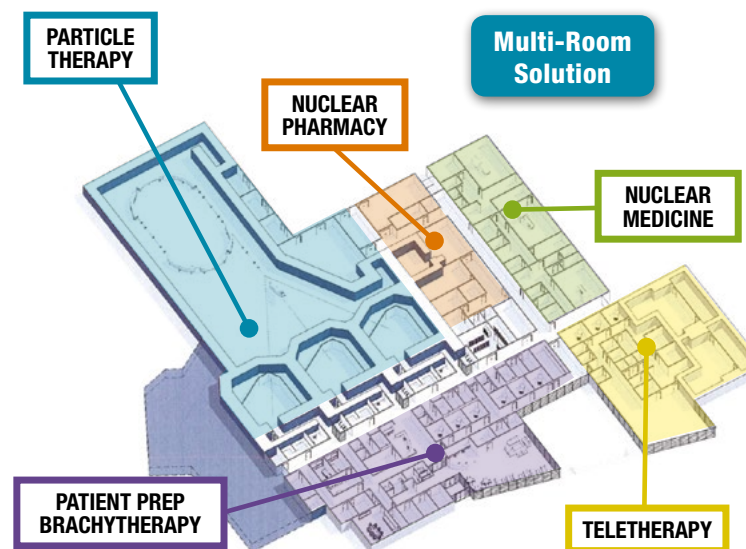 PARTICLE
THERAPY
Multi-Room
Solution
NUCLEAR
PHARMACY
NUCLEAR
MEDICINE
PATIENT PREP
BRACHYTHERAPY
TELETHERAPY